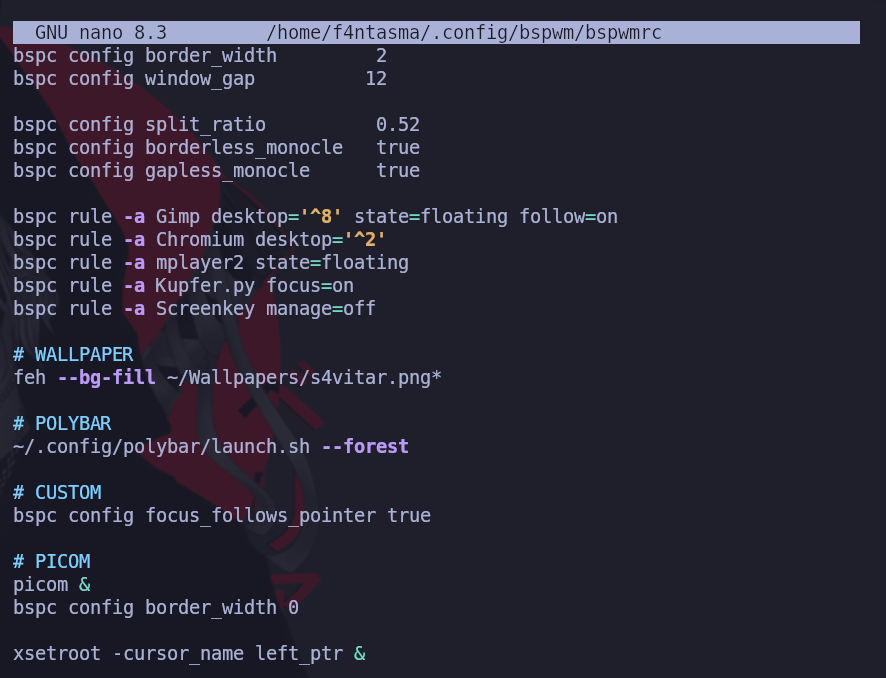 GNU nano 8.3 /home/f4ntasma/.config/bspwm/bspwmrc
bspc config border_width 2
bspc config window_gap 12
bspc config split_ratio 0.52
bspc config borderless_monocle true
bspc config gapless_monocle true
bspc rule -a Gimp desktop='^8' state=floating follow=on
bspc rule -a Chromium desktop='^2'
bspc rule -a mplayer2 state=floating
bspc rule -a Kupfer.py focus=on
bspc rule -a Screenkey manage=off
# WALLPAPER
feh --bg-fill ~/Wallpapers/s4vitar.png*
# POLYBAR
~/.config/polybar/launch.sh --forest
# CUSTOM
bspc config focus_follows_pointer true
# PICOM
picom &
bspc config border_width 0
xsetroot -cursor_name left_ptr &